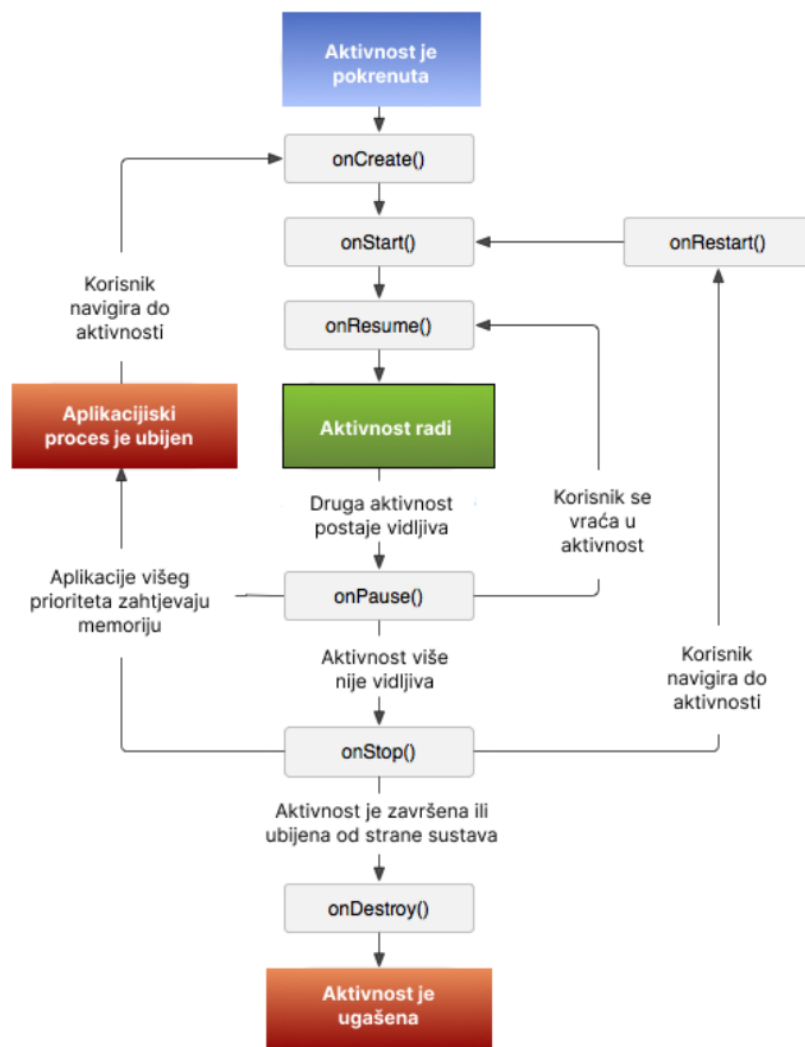 Aktivnost je
pokrenuta
onCreate()
onStart()
onRestart()
Korisnik
navigira do
aktivnosti
onResume()
Aplikacijiski
proces je ubijen
Aktivnost radi
Druga aktivnost
postaje vidljiva
Korisnik se
vraća u
aktivnost
Aplikacije višeg
prioriteta zahtjevaju
memoriju
onPause()
Aktivnost više
nije vidljiva
Korisnik
navigira do
aktivnosti
onStop()
Aktivnost je završena ili
ubijena od strane sustava
onDestroy()
Aktivnost je
ugašena